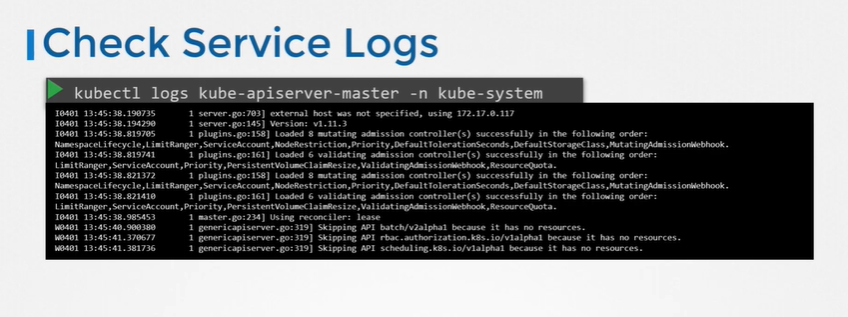 Check Service Logs
kubectl logs kube-apiserver-master -n kube-system
I0401 13:45:38.190735 1 server.go:703] external host was not specified, using 172.17.0.117
I0401 13:45:38.194290 1 server.go:145] Version: v1.11.3
I0401 13:45:38.819705 1 plugins.go:158] Loaded 8 mutating admission controller(s) successfully in the following order:
NamespaceLifecycle,LimitRanger,ServiceAccount,NodeRestriction,Priority,DefaultTolerationSeconds,DefaultStorageClass,MutatingAdmissionWebhook.
I0401 13:45:38.819741 1 plugins.go:161] Loaded 6 validating admission controller(s) successfully in the following order:
LimitRanger,ServiceAccount,Priority,PersistentVolumeClaimResize,ValidatingAdmissionWebhook,ResourceQuota.
I0401 13:45:38.821372 1 plugins.go:158] Loaded 8 mutating admission controller(s) successfully in the following order:
NamespaceLifecycle,LimitRanger,ServiceAccount,NodeRestriction,Priority,DefaultTolerationSeconds,DefaultStorageClass,MutatingAdmissionWebhook.
I0401 13:45:38.821410 1 plugins.go:161] Loaded 6 validating admission controller(s) successfully in the following order:
LimitRanger,ServiceAccount,Priority,PersistentVolumeClaimResize,ValidatingAdmissionWebhook,ResourceQuota.
I0401 13:45:38.985453 1 master.go:234] Using reconciler: lease
W0401 13:45:40.900380 1 genericapiserver.go:319] Skipping API batch/v2alpha1 because it has no resources.
W0401 13:45:41.370677 1 genericapiserver.go:319] Skipping API rbac.authorization.k8s.io/v1alpha1 because it has no resources.
W0401 13:45:41.381736 1 genericapiserver.go:319] Skipping API scheduling.k8s.io/v1alpha1 because it has no resources.